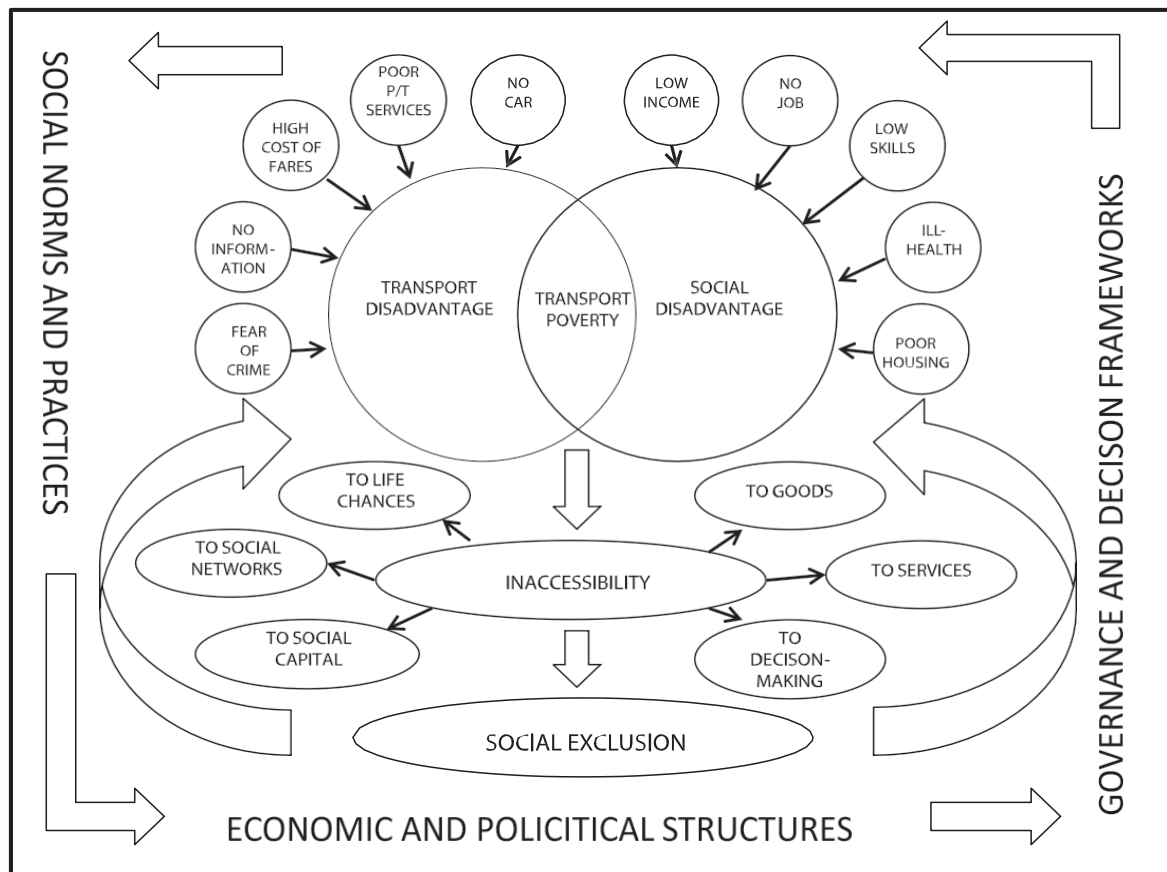 SOCIAL NORMS AND PRACTICES
POOR
P/T
SERVICES
NO
CAR
LOW
INCOME
NO
JOB
HIGH
COST OF
FARES
LOW
SKILLS
NO
INFORM-
ATION
ILL-
HEALTH
FEAR
OF
CRIME
POOR
HOUSING
TRANSPORT
DISADVANTAGE
TRANSPORT
POVERTY
SOCIAL
DISADVANTAGE
GOVERNANCE AND DECISON FRAMEWORKS
TO LIFE
CHANCES
TO GOODS
TO SOCIAL
NETWORKS
INACCESSIBILITY
TO SERVICES
TO SOCIAL
CAPITAL
TO
DECISON-
MAKING
SOCIAL EXCLUSION
ECONOMIC AND POLICITICAL STRUCTURES